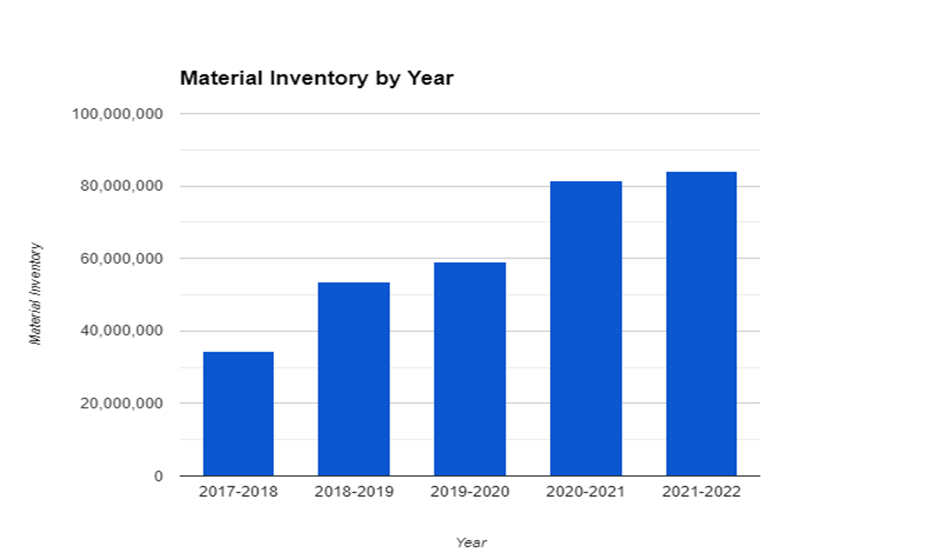 Material Inventory by Year
100,000,000
80,000,000
60,000,000
40,000,000
20,000,000
0
Material Inventory
2017-2018 2018-2019 2019-2020 2020-2021 2021-2022
Year